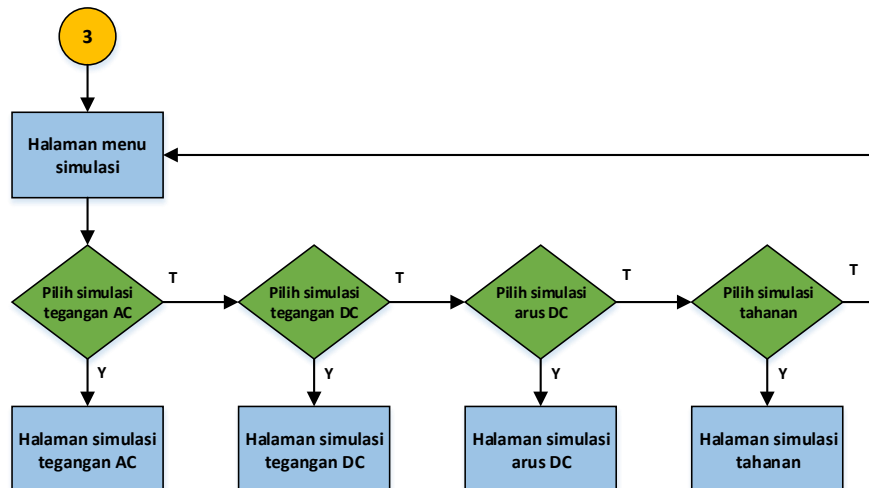 3
Halaman menu
simulasi
Pilih simulasi
tegangan AC
T
Pilih simulasi
tegangan DC
T
Pilih simulasi
arus DC
T
Pilih simulasi
tahanan
T
Y
Y
Y
Y
Halaman simulasi
tegangan AC
Halaman simulasi
tegangan DC
Halaman simulasi
arus DC
Halaman simulasi
tahanan